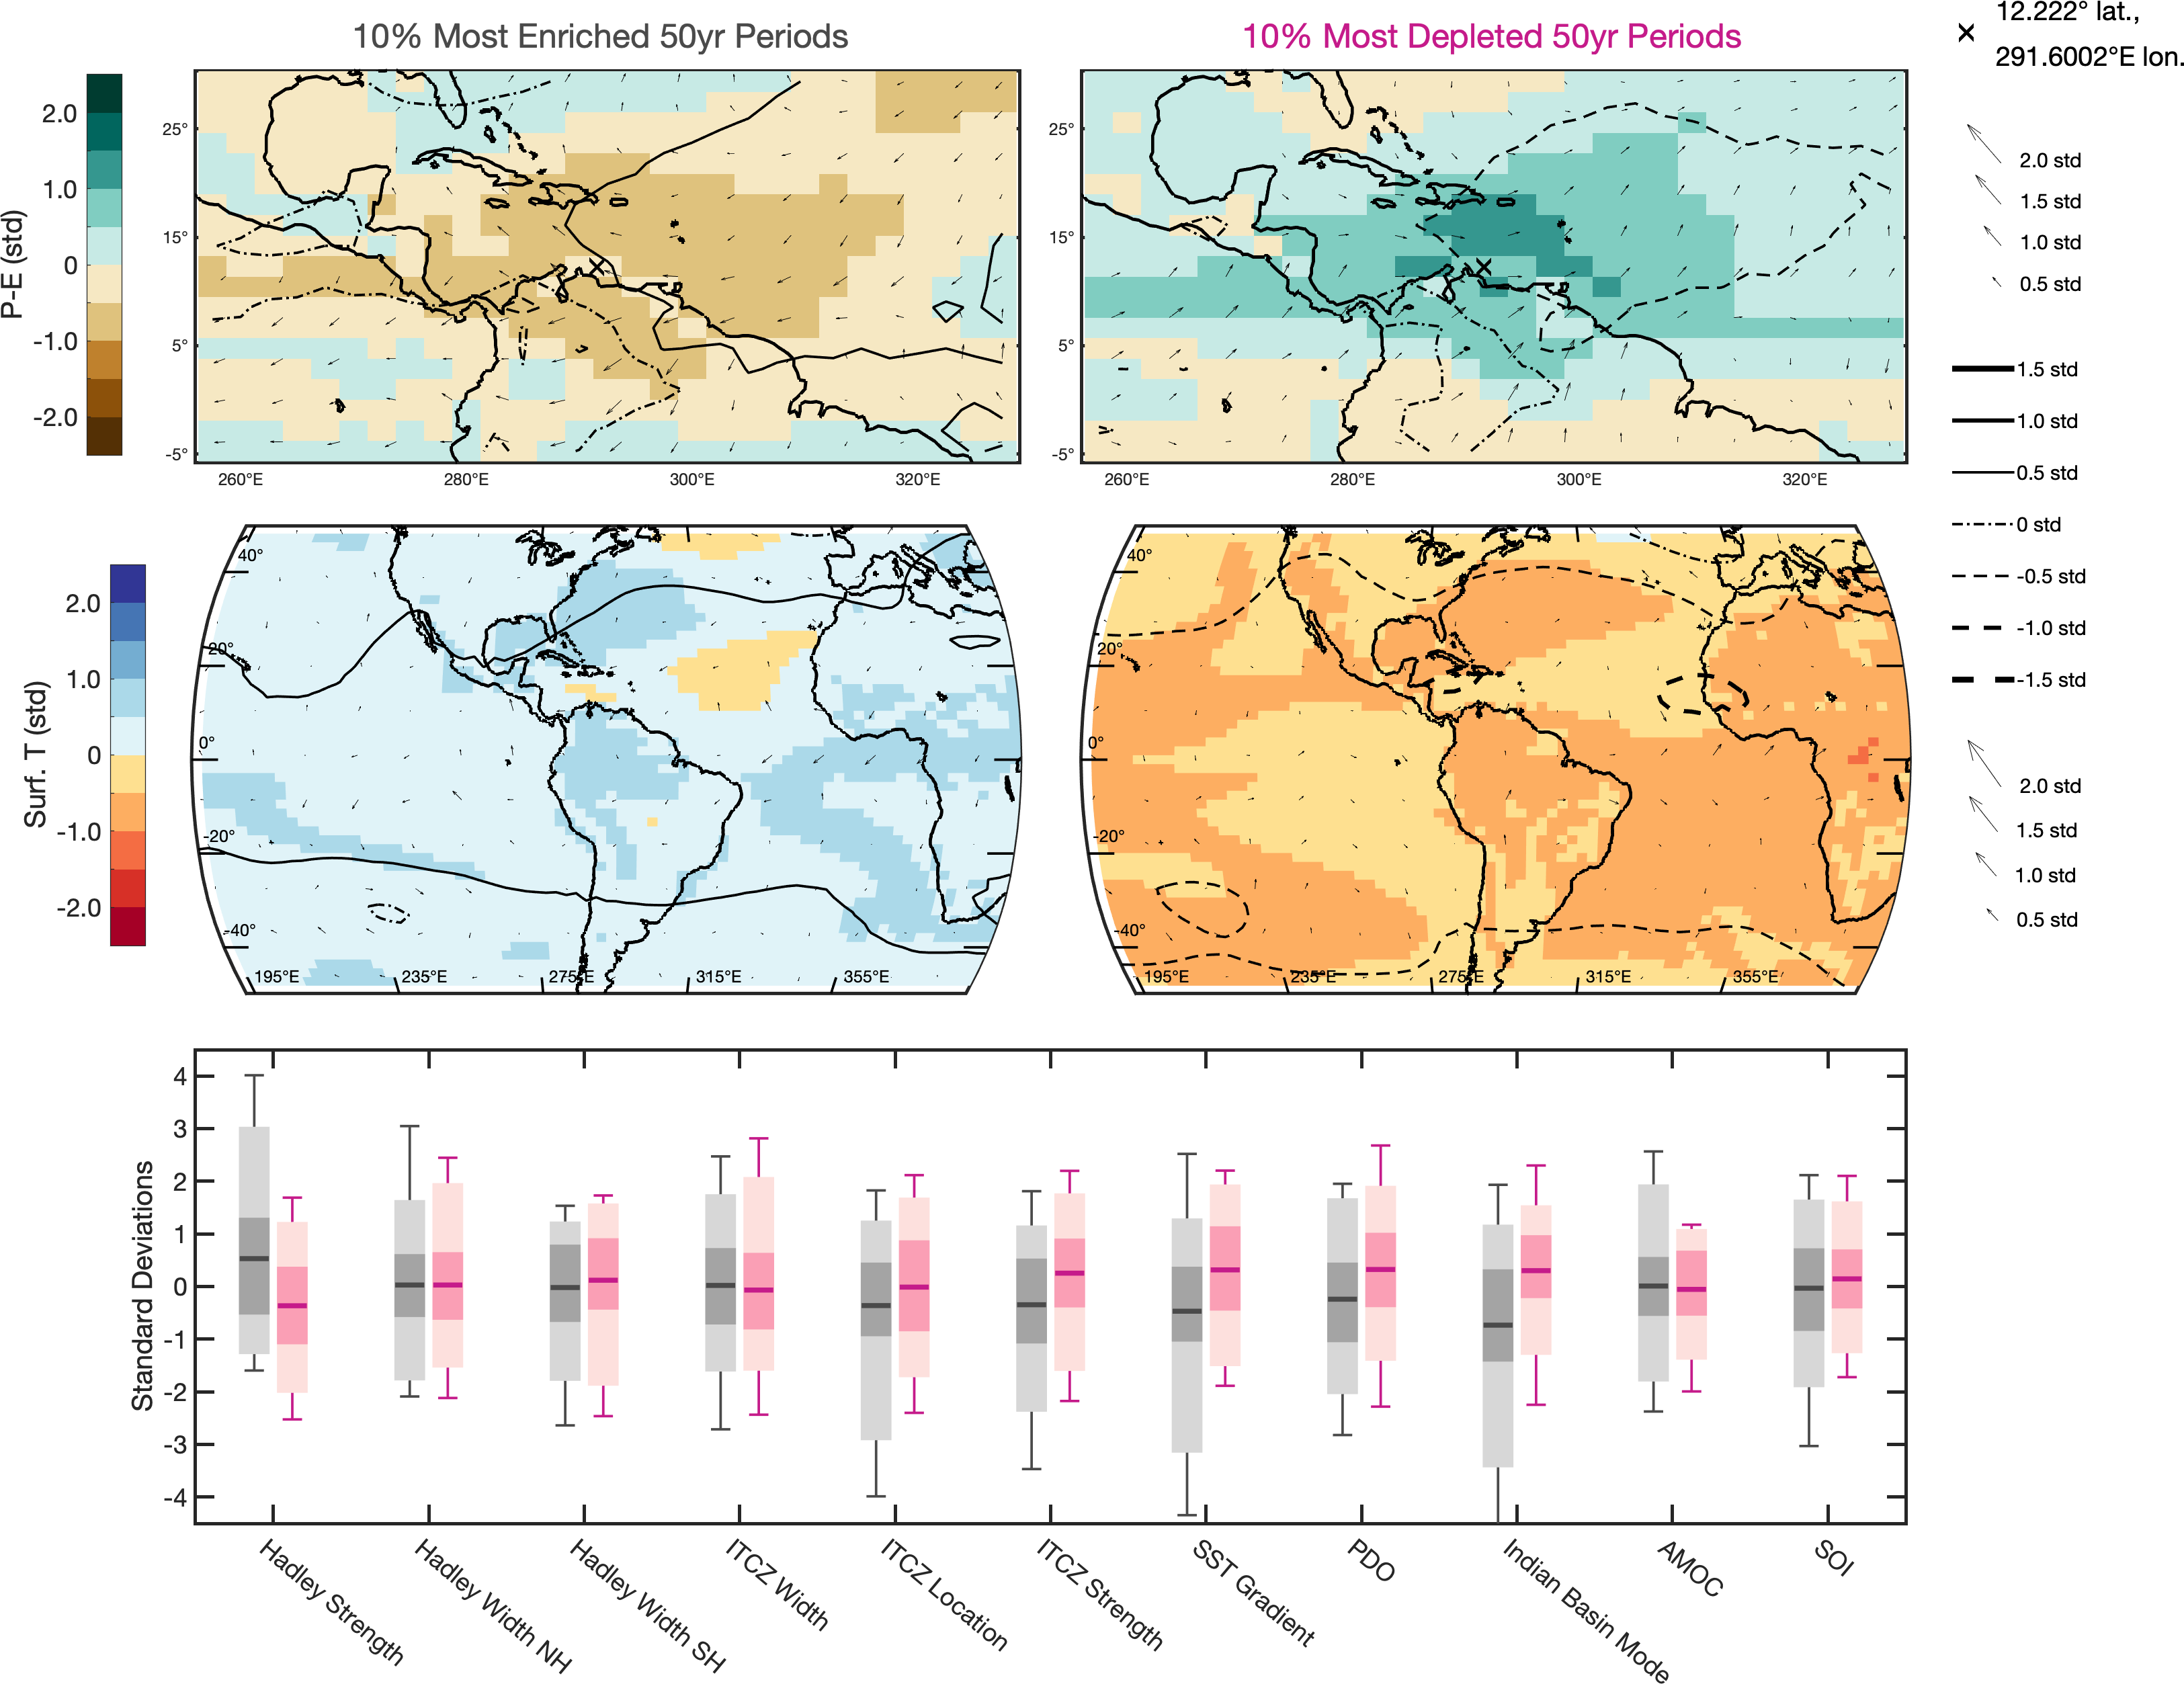 10% Most Enriched 50yr Periods
10% Most Depleted 50yr Periods
12.222° lat.,
291.6002°E lon.
P-E (std)
2.0
1.0
0
-1.0
-2.0
25°
15°
5°
-5°
260°E
280°E
300°E
320°E
25°
15°
5°
-5°
260°E
280°E
300°E
320°E
2.0 std
1.5 std
1.0 std
0.5 std
1.5 std
1.0 std
0.5 std
0 std
-0.5 std
-1.0 std
-1.5 std
2.0 std
1.5 std
1.0 std
0.5 std
Surf. T (std)
2.0
1.0
0
-1.0
-2.0
40°
20°
0°
-20°
-40°
195°E
235°E
275°E
315°E
355°E
40°
20°
0°
-20°
-40°
195°E
235°E
275°E
315°E
355°E
Standard Deviations
4
3
2
1
0
-1
-2
-3
-4
Hadley Strength
Hadley Width NH
Hadley Width SH
ITCZ Width
ITCZ Location
ITCZ Strength
SST Gradient
PDO
Indian Basin Mode
AMOC
SOI